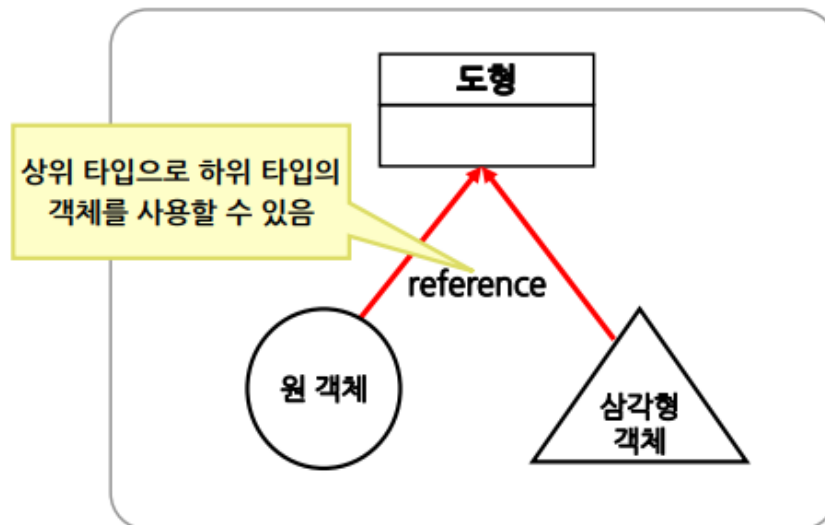 도형
상위 타입으로 하위 타입의
객체를 사용할 수 있음
reference
원 객체
삼각형
객체